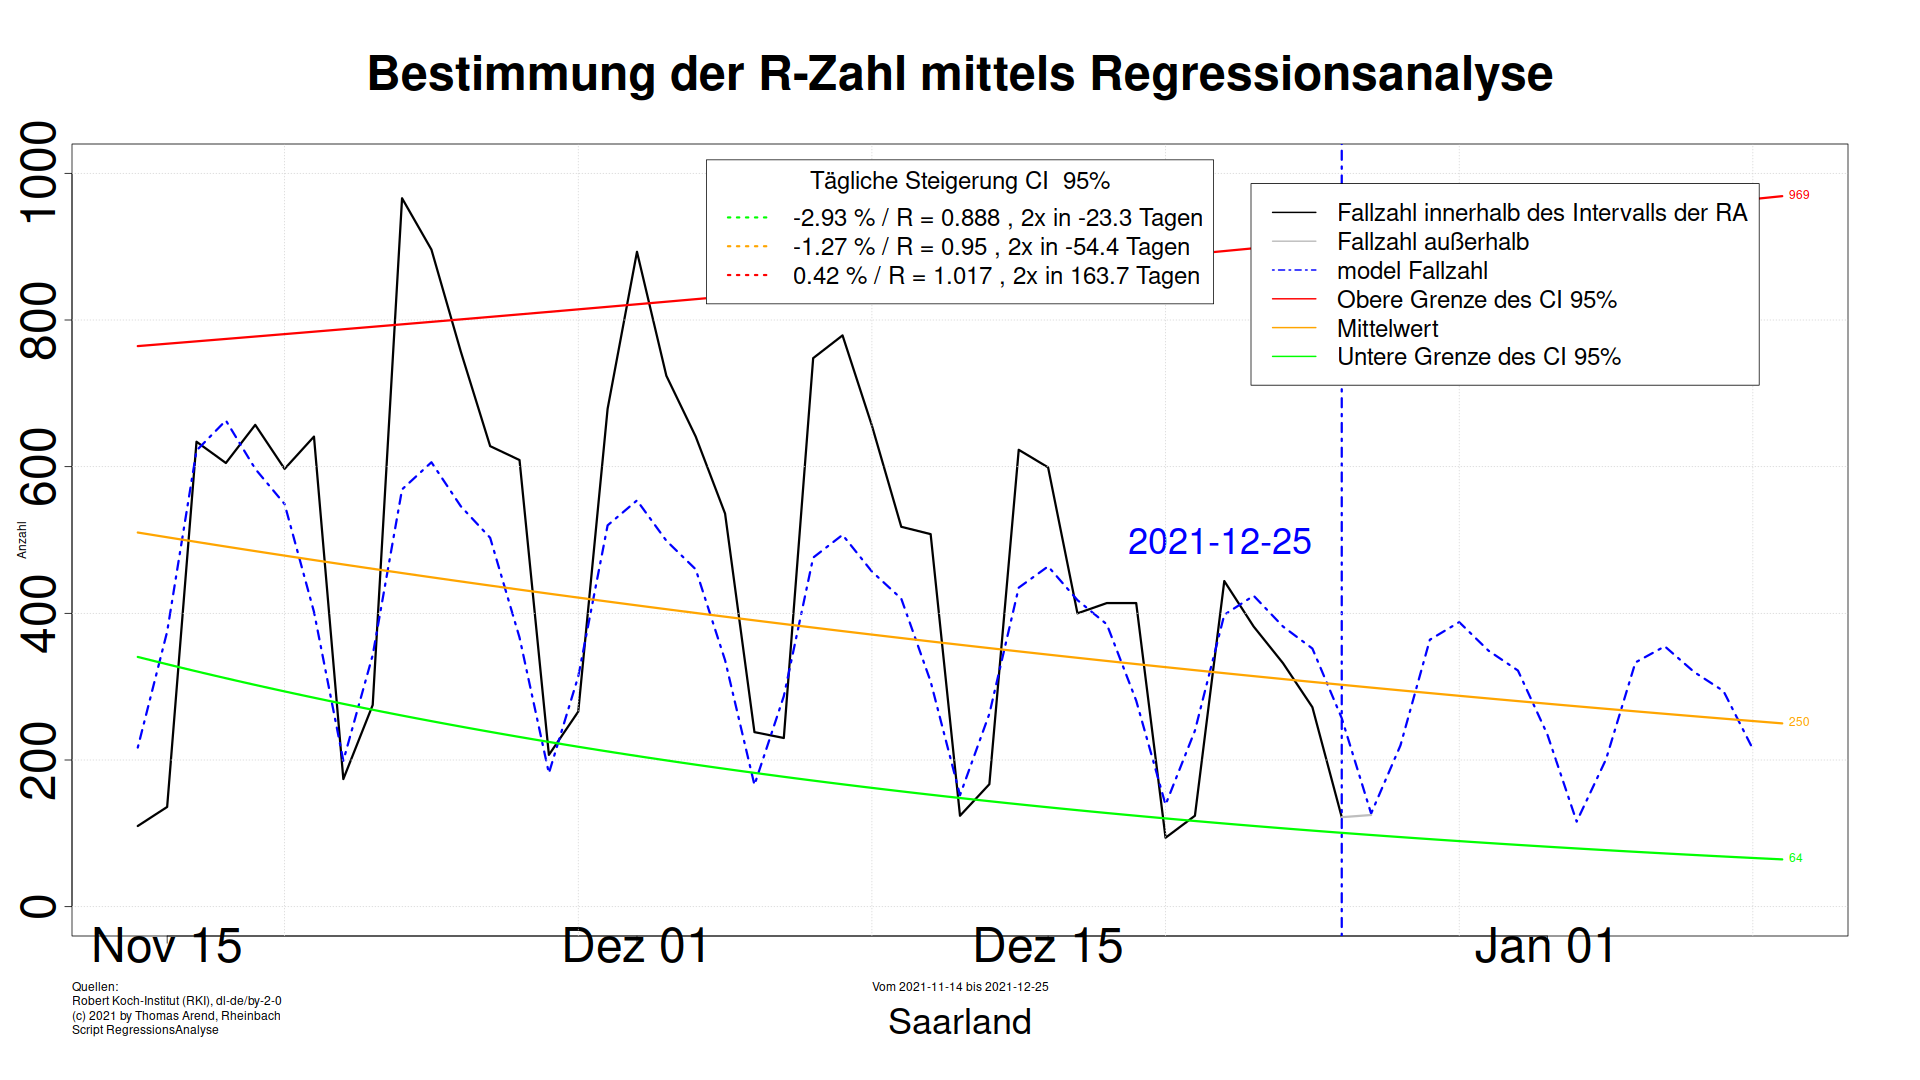 Bestimmung der R-Zahl mittels Regressionsanalyse
Tägliche Steigerung CI  95%
-2.93 % / R = 0.888 , 2x in -23.3 Tagen
-1.27 % / R = 0.95 , 2x in -54.4 Tagen
0.42 % / R = 1.017 , 2x in 163.7 Tagen
Fallzahl innerhalb des Intervalls der RA
Fallzahl außerhalb
model Fallzahl
Obere Grenze des CI 95%
Mittelwert
Untere Grenze des CI 95%
969
250
64
2021-12-25
1000
800
600
400
200
0
Anzahl
Nov 15
Dez 01
Dez 15
Jan 01
Quellen:
Robert Koch-Institut (RKI), dl-de/by-2-0
(c) 2021 by Thomas Arend, Rheinbach
Script RegressionsAnalyse
Vom 2021-11-14 bis 2021-12-25
Saarland